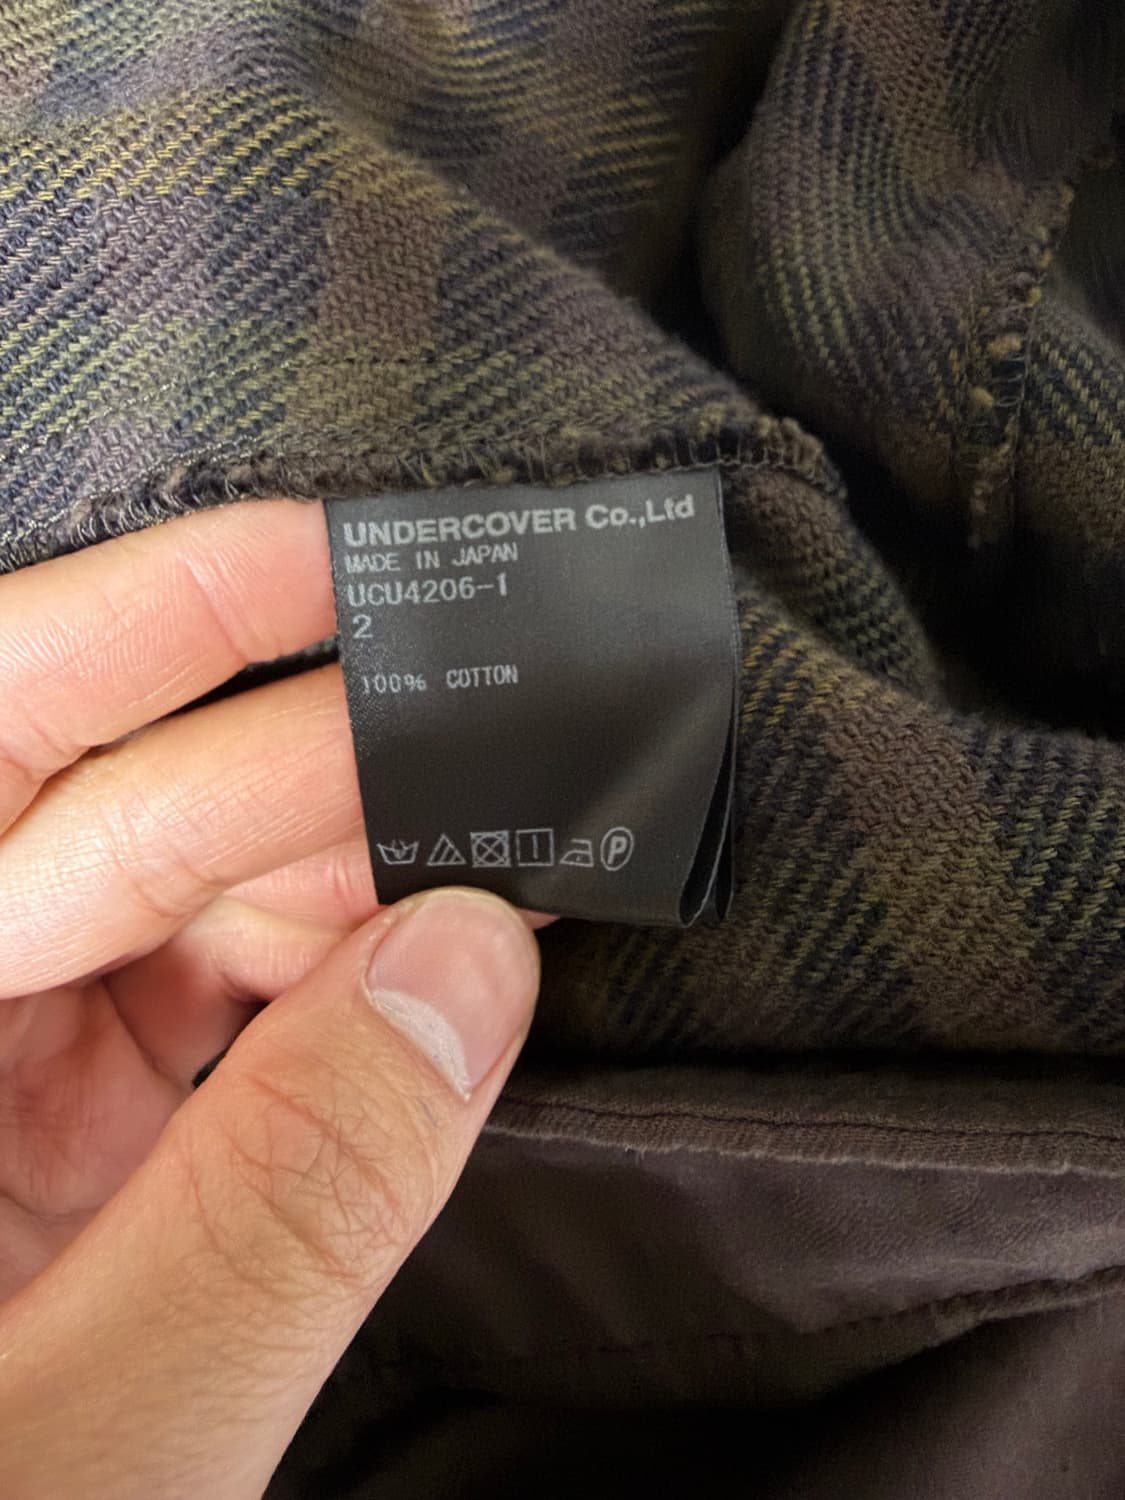 UNDERCOVER Co.,Ltd
MADE IN JAPAN
UCU4206-1
2
100% COTTON
P